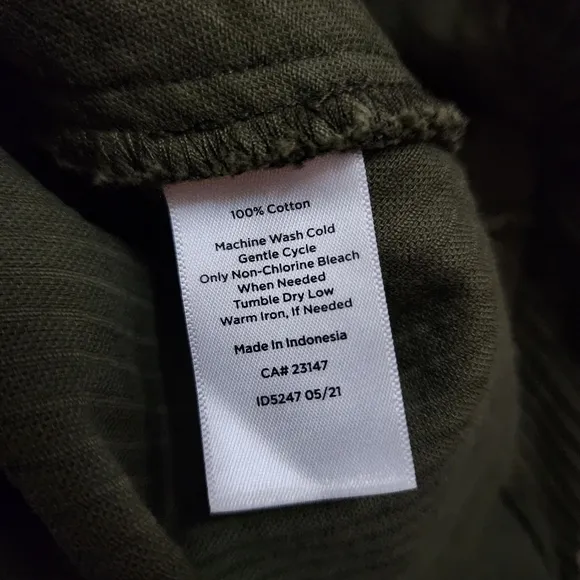 100% Cotton
Machine Wash Cold
Gentle Cycle
Only Non-Chlorine Bleach
When Needed
Tumble Dry Low
Warm Iron, If Needed
Made In Indonesia
CA# 23147
ID5247 05/21